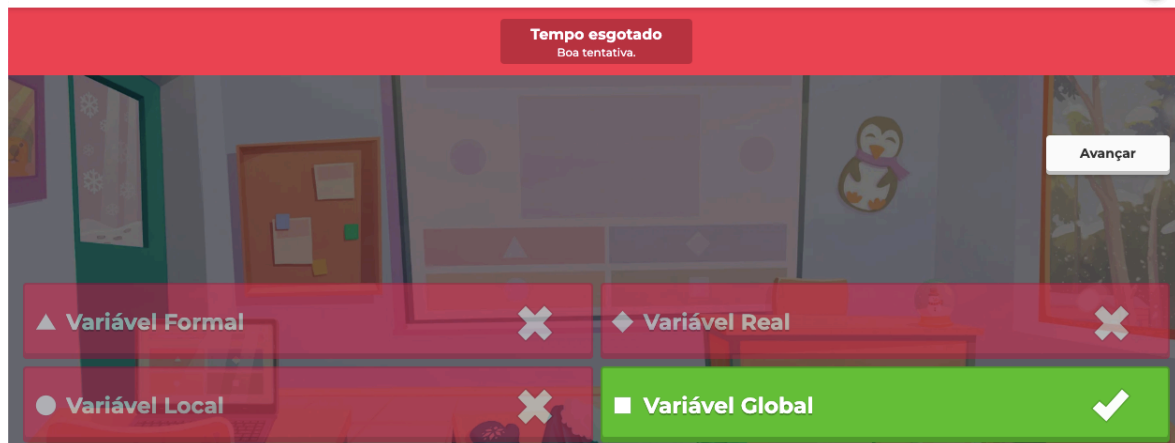 Tempo esgotado
Boa tentativa.
Avançar
Variável Formal
Variável Real
Variável Local
Variável Global